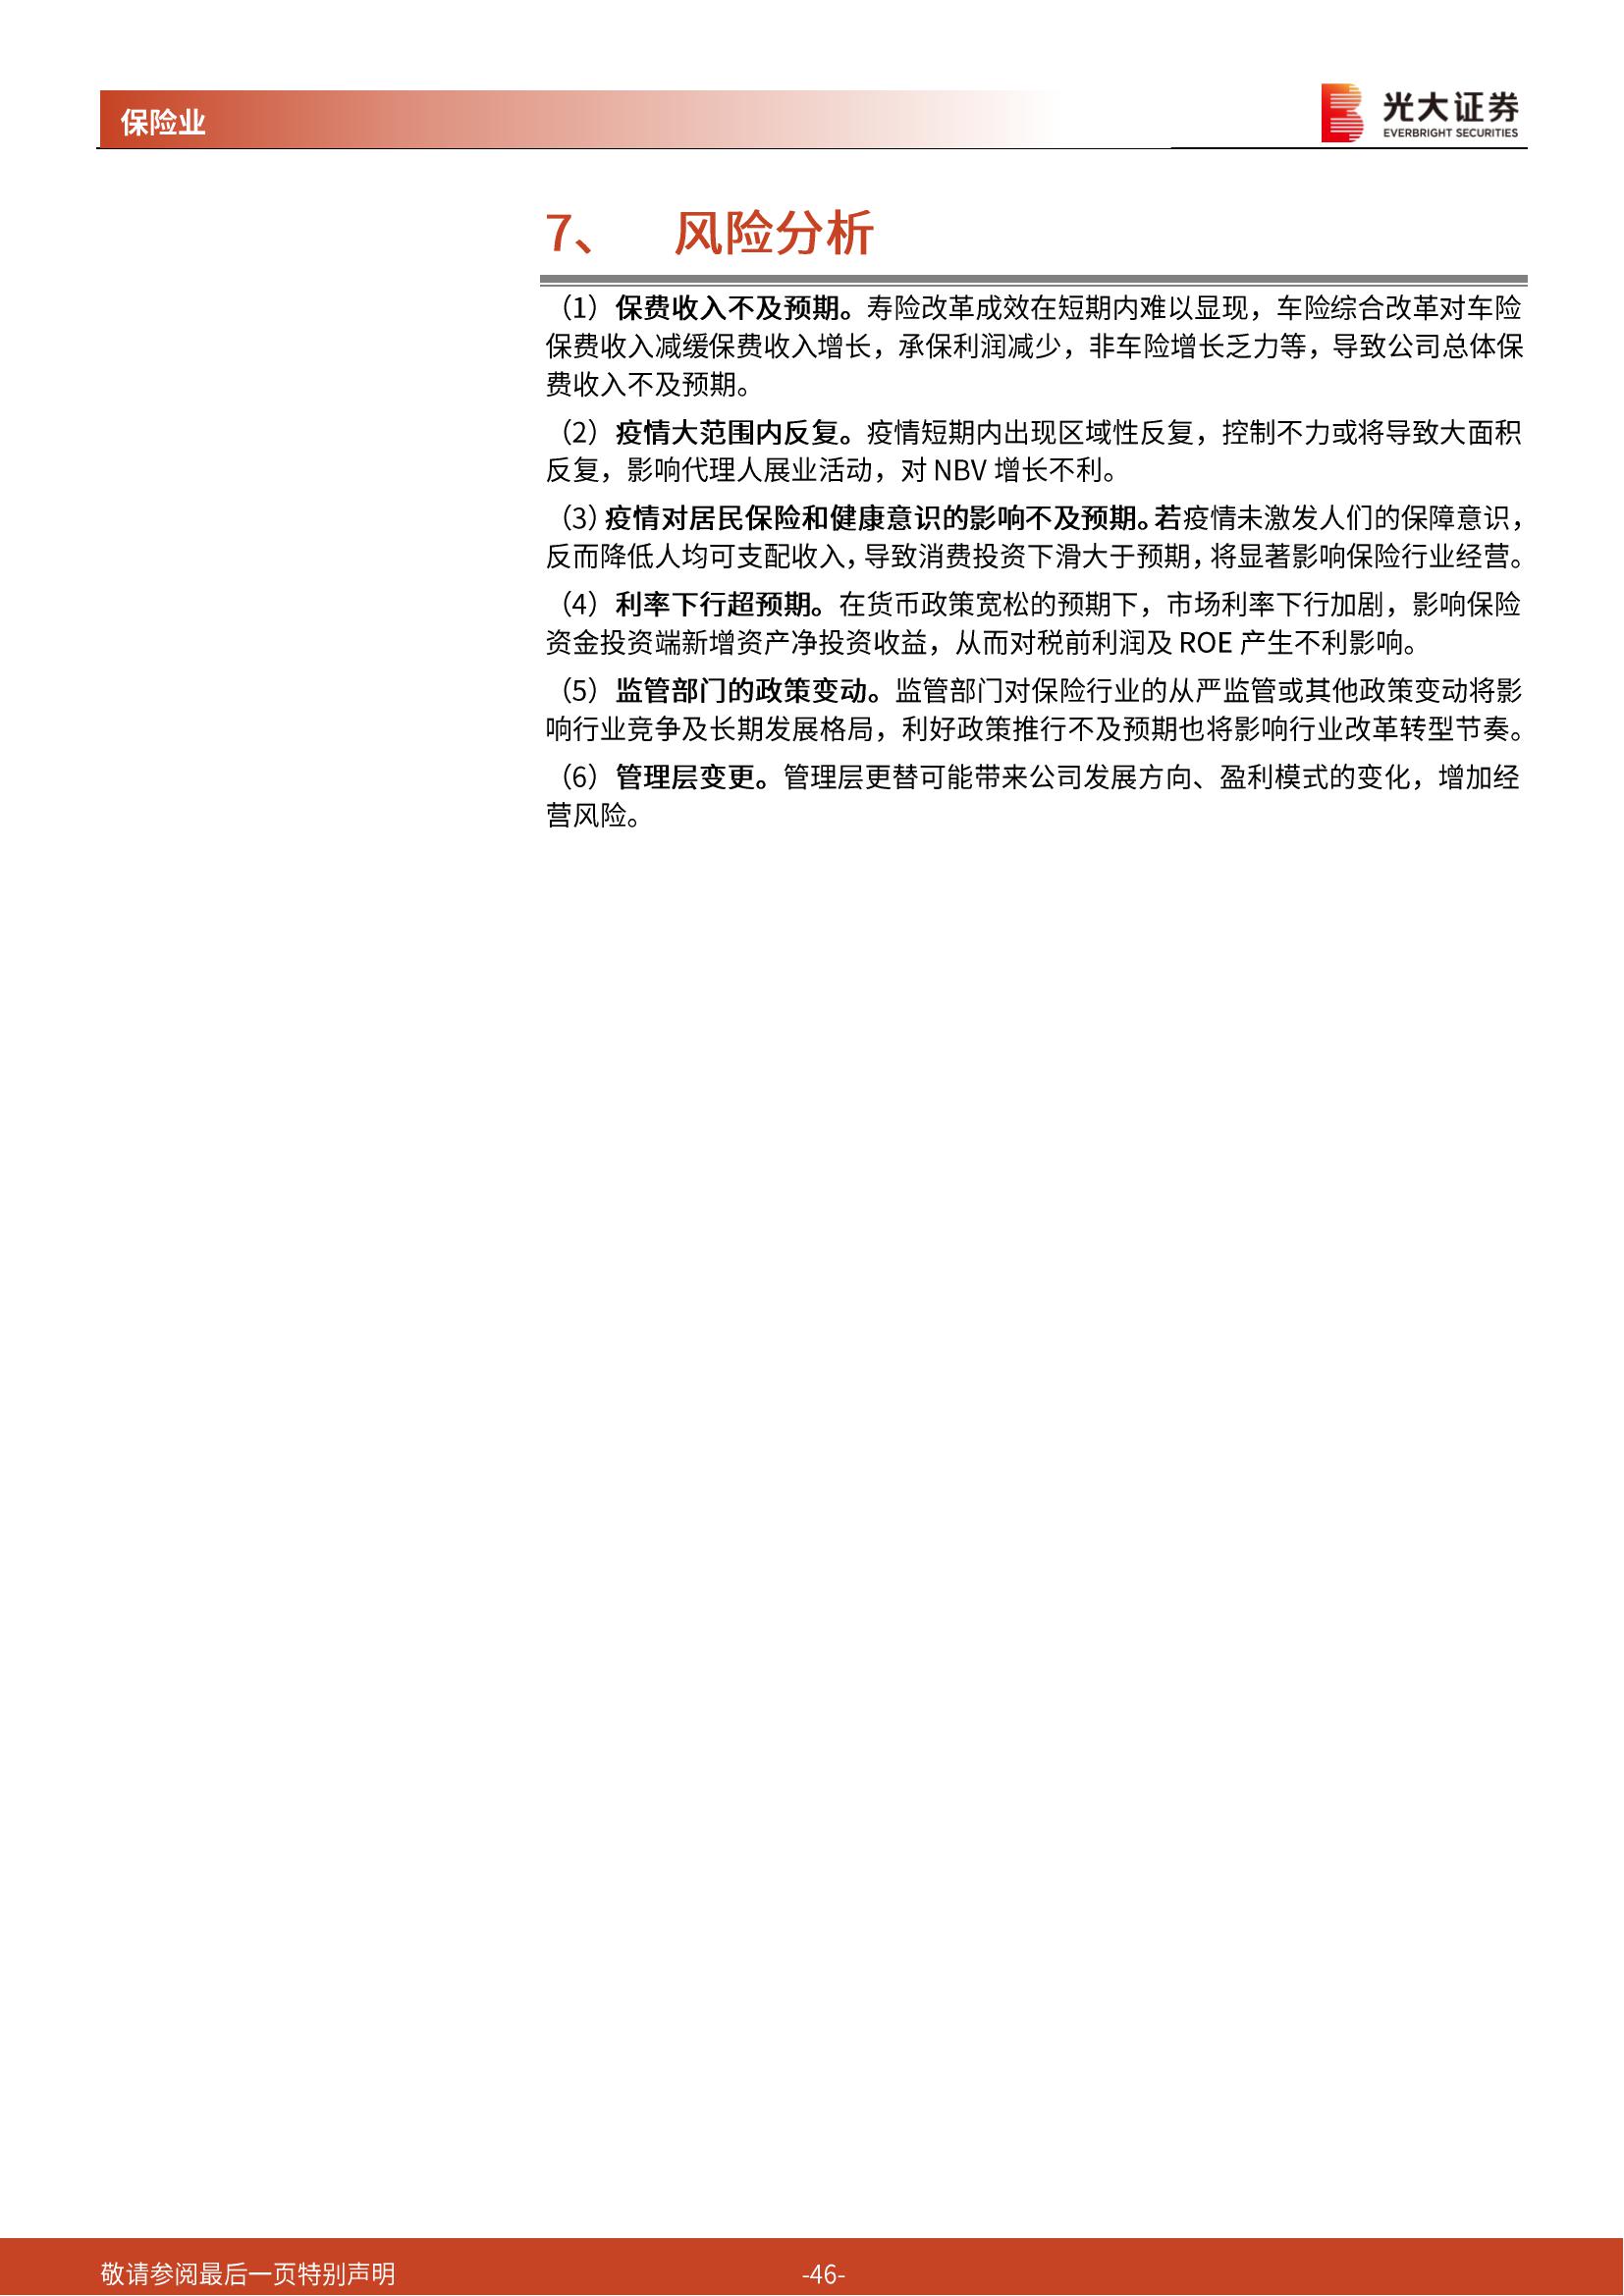 保险业
光大证券
EVERBRIGHT SECURITIES
7、 风险分析
（1）保费收入不及预期。寿险改革成效在短期内难以显现，车险综合改革对车险
保费收入减缓保费收入增长，承保利润减少，非车险增长乏力等，导致公司总体保
费收入不及预期。
（2）疫情大范围内反复。疫情短期内出现区域性反复，控制不力或将导致大面积
反复，影响代理人展业活动，对 NBV 增长不利。
（3）疫情对居民保险和健康意识的影响不及预期。若疫情未激发人们的保障意识，
反而降低人均可支配收入，导致消费投资下滑大于预期，将显著影响保险行业经营。
（4）利率下行超预期。在货币政策宽松的预期下，市场利率下行加剧，影响保险
资金投资端新增资产净投资收益，从而对税前利润及 ROE 产生不利影响。
（5）监管部门的政策变动。监管部门对保险行业的从严监管或其他政策变动将影
响行业竞争及长期发展格局，利好政策推行不及预期也将影响行业改革转型节奏。
（6）管理层变更。管理层更替可能带来公司发展方向、盈利模式的变化，增加经
营风险。
敬请参阅最后一页特别声明
-46-